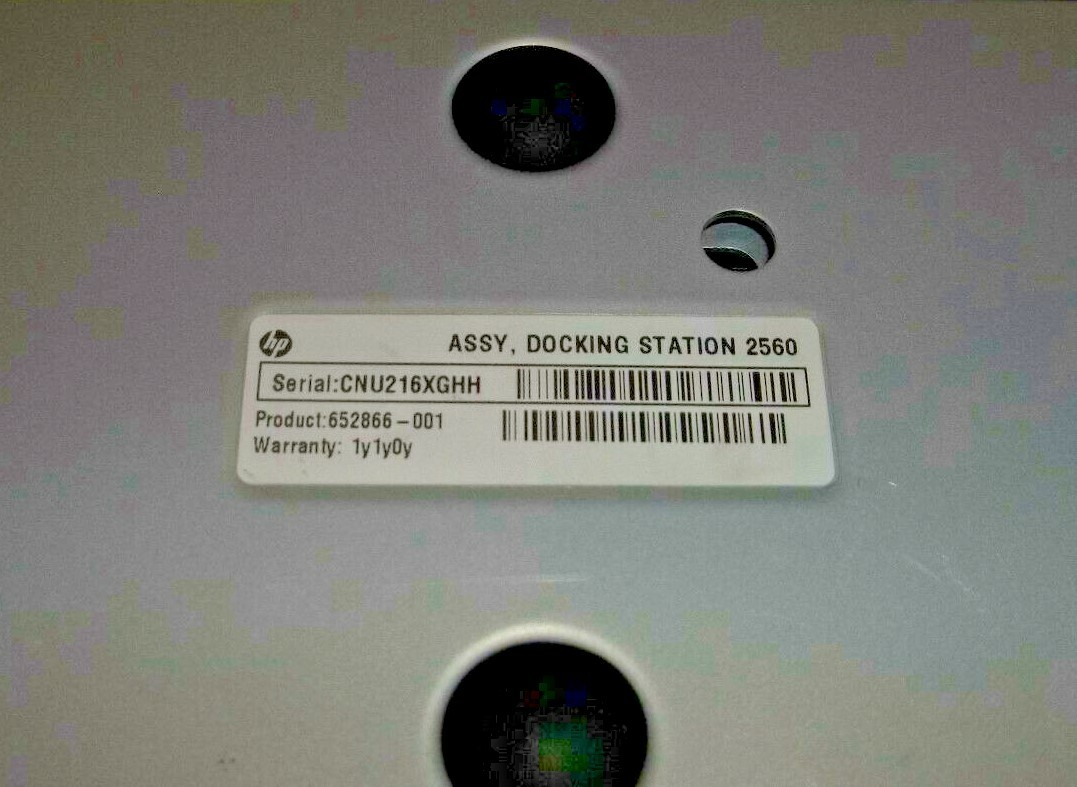 hp
ASSY, DOCKING STATION 2560
Serial:CNU216XGHH
Product:652866-001
Warranty: 1y1y0y